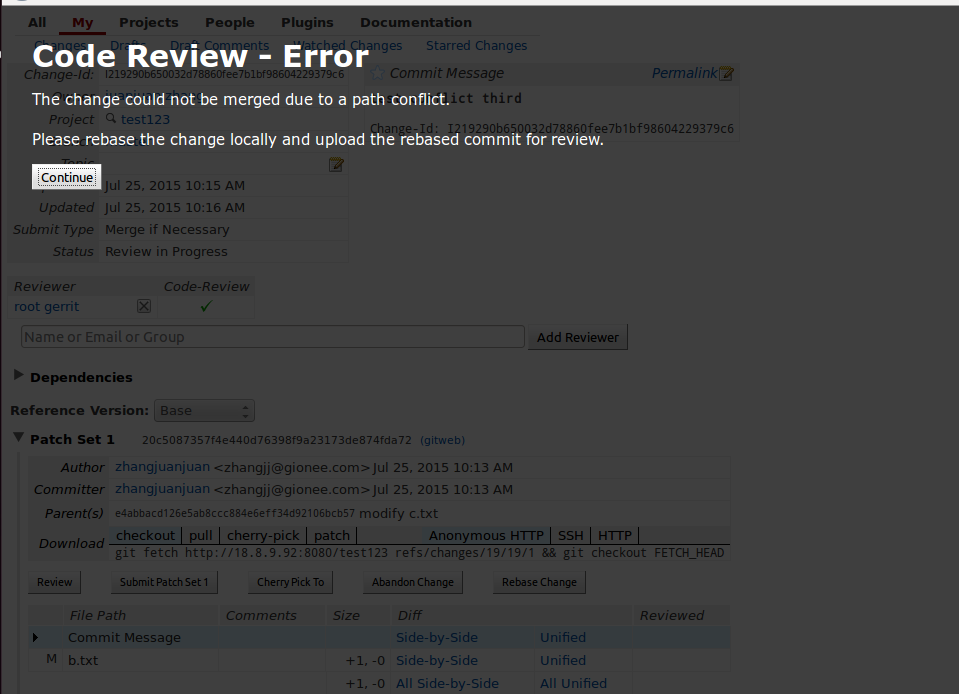 All My Projects People Plugins Documentation
Changes Drafts Draft Comments Watched Changes Starred Changes
Code Review - Error
Change-Id: I219290b650032d78860fee7b1bf98604229379c6 Commit Message Permalink
The change could not be merged due to a path conflict.
conflict third
Project test123
Change-Id: I219290b650032d78860fee7b1bf98604229379c6
Please rebase the change locally and upload the rebased commit for review.
Topic
Continue
Jul 25, 2015 10:15 AM
Updated Jul 25, 2015 10:16 AM
Submit Type Merge if Necessary
Status Review in Progress
Reviewer Code-Review
root gerrit
Name or Email or Group Add Reviewer
Dependencies
Reference Version: Base
Patch Set 1 20c5087357f4e440d76398f9a23173de874fda72 (gitweb)
Author zhangjuanjuan <zhangjj@gionee.com> Jul 25, 2015 10:13 AM
Committer zhangjuanjuan <zhangjj@gionee.com> Jul 25, 2015 10:13 AM
Parent(s) e4abbacd126e5ab8ccc884e6eff34d92106bcb57 modify c.txt
Download checkout pull cherry-pick patch Anonymous HTTP SSH HTTP
git fetch http://18.8.9.92:8080/test123 refs/changes/19/19/1 && git checkout FETCH_HEAD
Review Submit Patch Set 1 Cherry Pick To Abandon Change Rebase Change
File Path Comments Size Diff Reviewed
Commit Message Side-by-Side Unified
M b.txt +1, -0 Side-by-Side Unified
+1, -0 All Side-by-Side All Unified